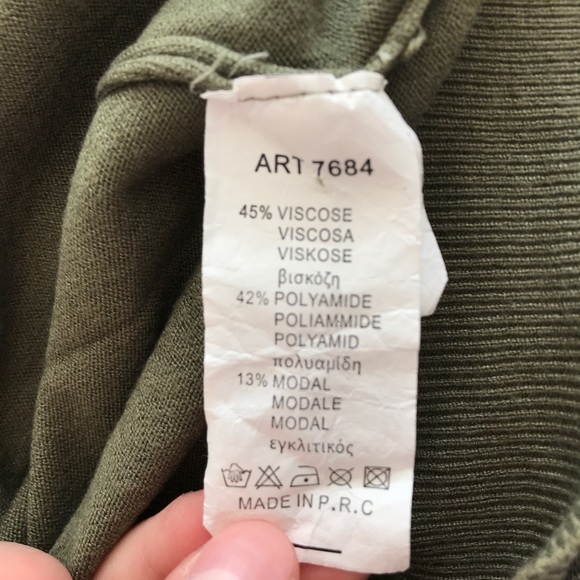 ART 7684
45% VISCOSE
VISCOSA
VISKOSE
βισκόζη
42% POLYAMIDE
POLIAMMIDE
POLYAMID
πολυαμίδη
13% MODAL
MODALE
MODAL
εγκλιτικός
MADE IN P.R.C